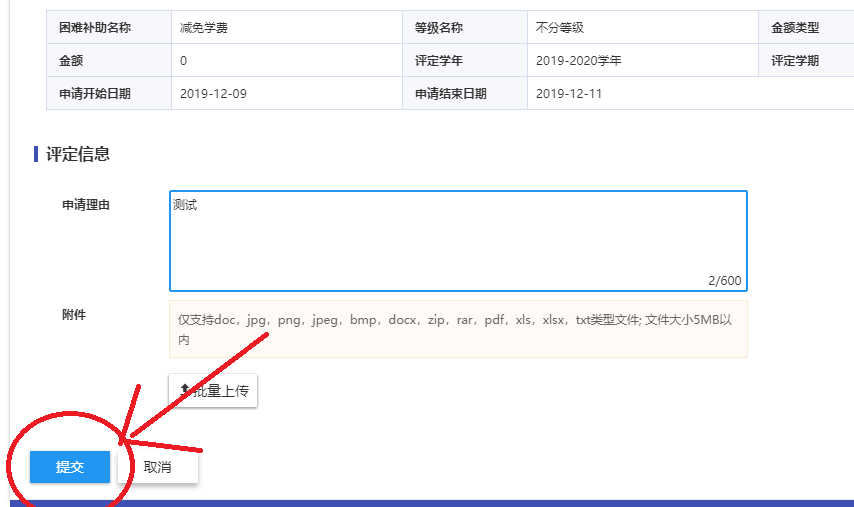 困难补助名称 减免学费 等级名称 不分等级 金额类型
金额 0 评定学年 2019-2020学年 评定学期
申请开始日期 2019-12-09 申请结束日期 2019-12-11
评定信息
申请理由 测试
2/600
附件 仅支持doc，jpg，png，jpeg，bmp，docx，zip，rar，pdf，xls，xlsx，txt类型文件; 文件大小5MB以
内
批量上传
提交 取消